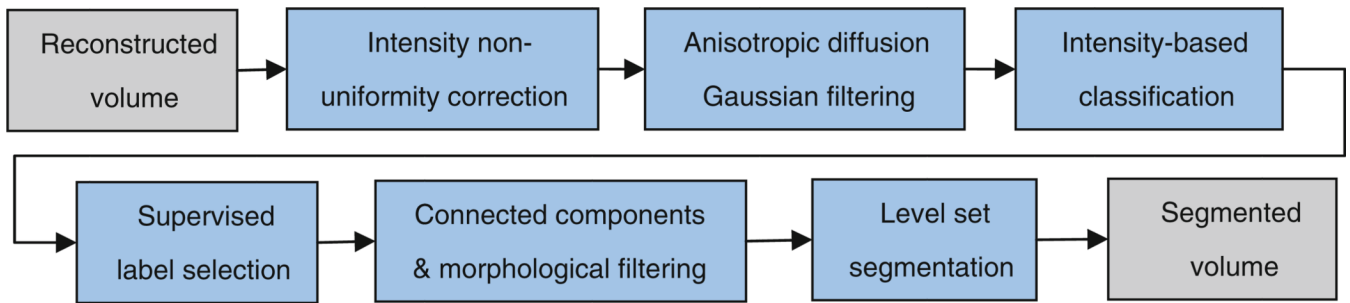 Reconstructed
volume
Intensity non-
uniformity correction
Anisotropic diffusion
Gaussian filtering
Intensity-based
classification
Supervised
label selection
Connected components
& morphological filtering
Level set
segmentation
Segmented
volume